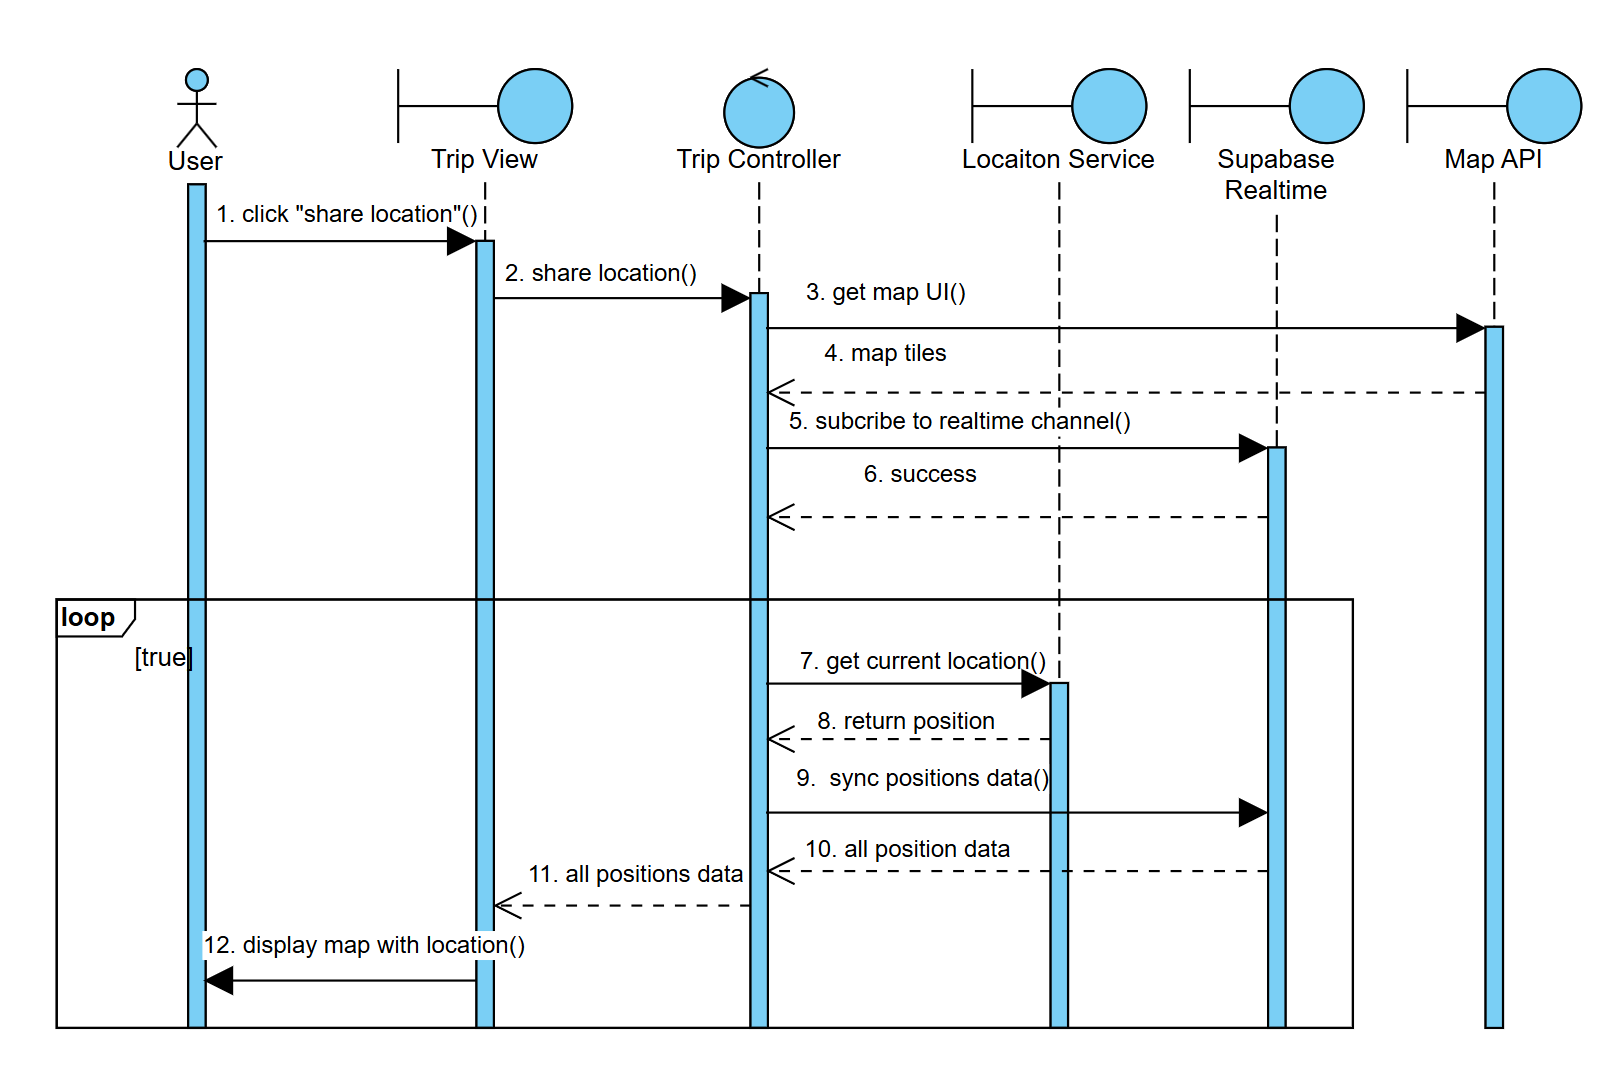 User
Trip View
Trip Controller
Locaiton Service
Supabase
Realtime
Map API
1. click "share location"()
2. share location()
3. get map UI()
4. map tiles
5. subcribe to realtime channel()
6. success
loop
[true]
7. get current location()
8. return position
9.  sync positions data()
10. all position data
11. all positions data
12. display map with location()